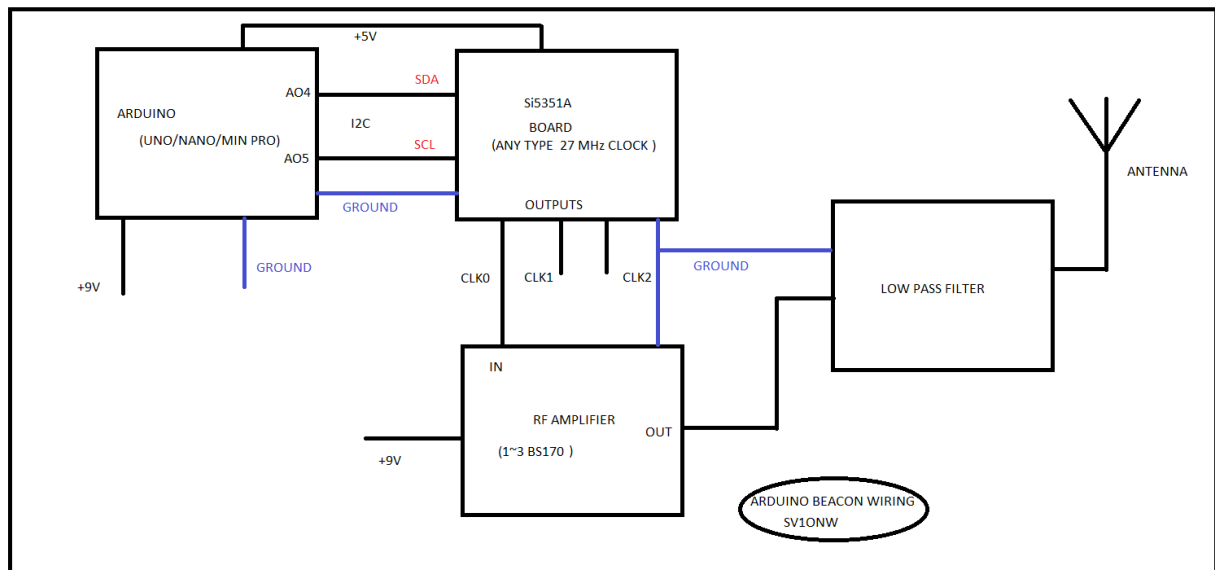 +5V
ARDUINO
(UNO/NANO/MIN PRO)
AO4
AO5
SDA
I2C
SCL
GROUND
Si5351A
BOARD
(ANY TYPE 27 MHz CLOCK )
OUTPUTS
+9V
GROUND
CLK0
CLK1
CLK2
GROUND
LOW PASS FILTER
ANTENNA
IN
RF AMPLIFIER
(1~3 BS170 )
OUT
+9V
ARDUINO BEACON WIRING
SV1ONW